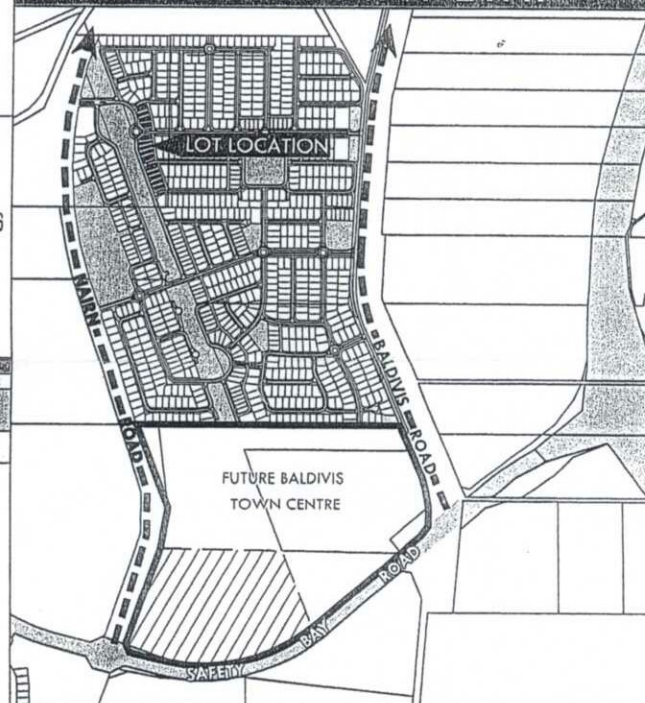 LOT LOCATION
NAIRN ROAD
BALDIVIS ROAD
FUTURE BALDIVIS
TOWN CENTRE
SAFETY BAY ROAD